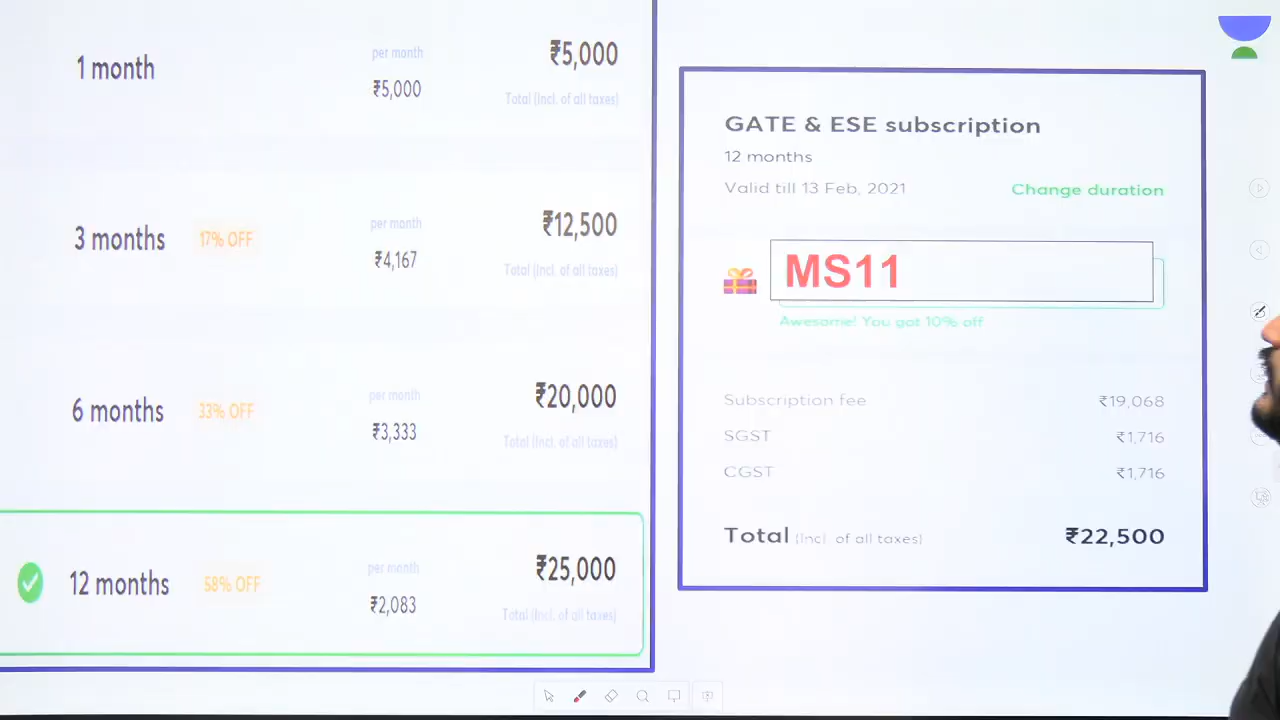 1 month
per month
₹5,000
₹5,000
Total (Incl. of all taxes)
3 months
17% OFF
per month
₹4,167
₹12,500
Total (Incl. of all taxes)
6 months
33% OFF
per month
₹3,333
₹20,000
Total (Incl. of all taxes)
12 months
58% OFF
per month
₹2,083
₹25,000
Total (Incl. of all taxes)
GATE & ESE subscription
12 months
Valid till 13 Feb, 2021
Change duration
MS11
Awesome! You got 10% off
Subscription fee ₹19,068
SGST ₹1,716
CGST ₹1,716
Total (Incl. of all taxes) ₹22,500